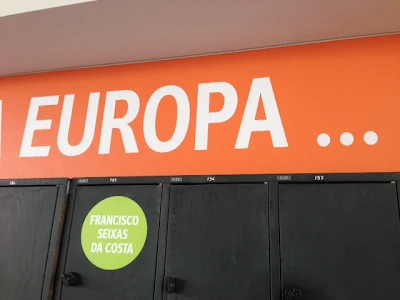 EUROPA ...
FRANCISCO
SEIXAS
DA COSTA